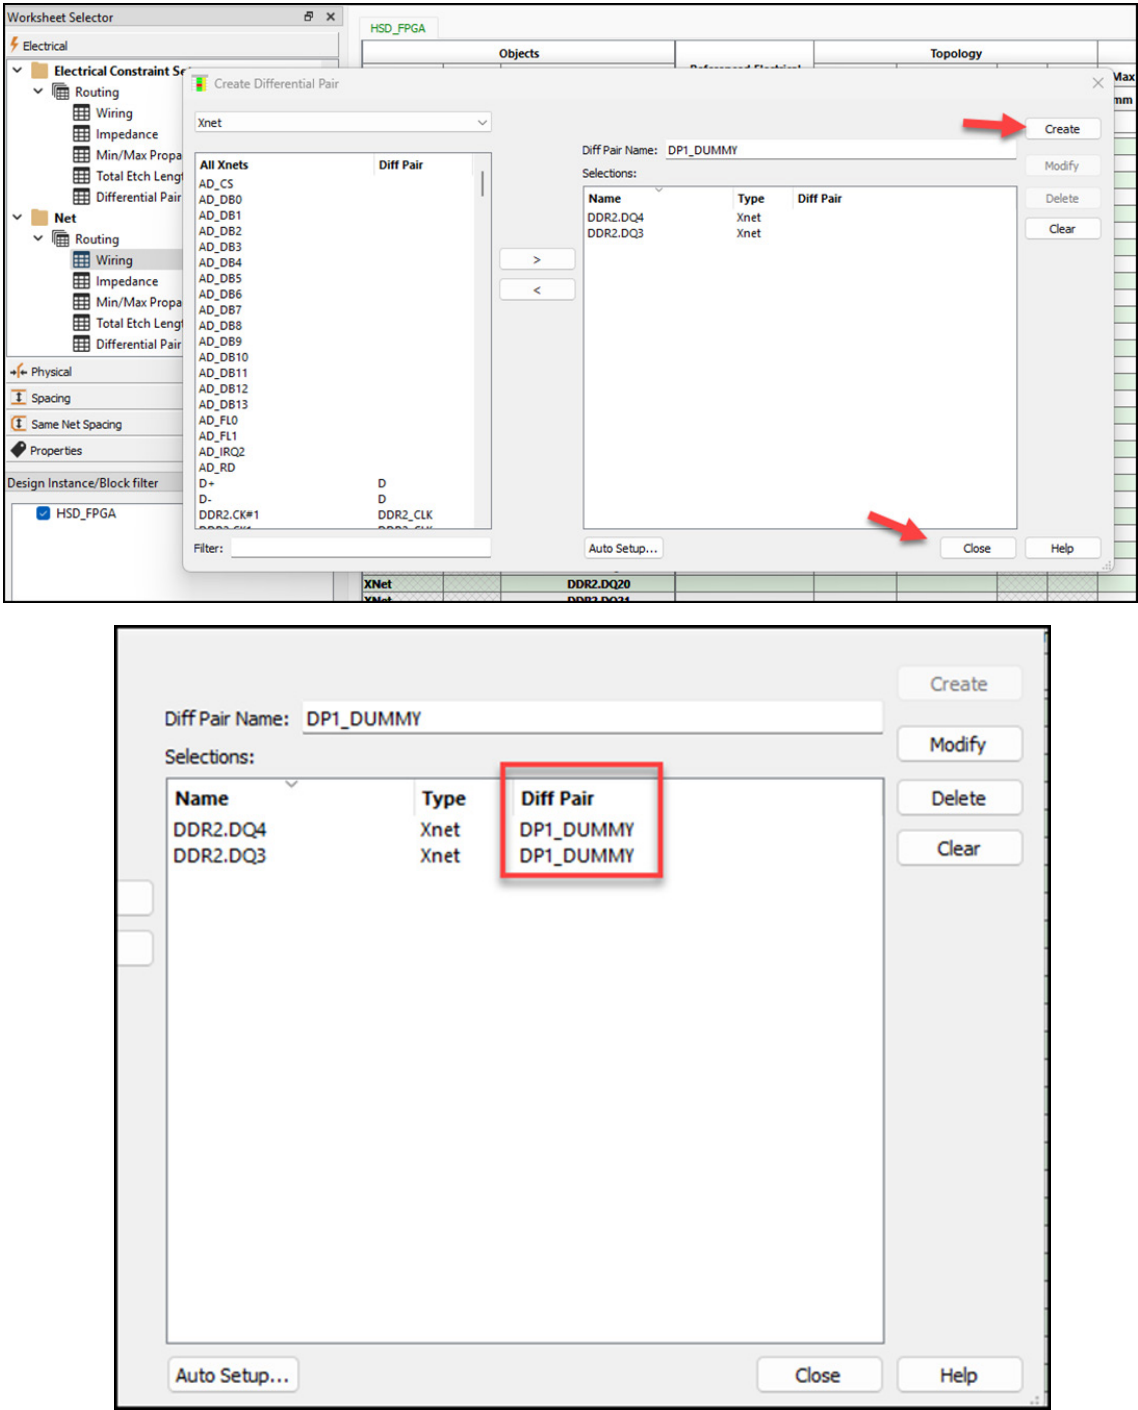 Worksheet Selector
HSD_FPGA
Electrical
Objects
Topology
Electrical Constraint Se
Max
Create Differential Pair
Routing
mm
Wiring
Impedance
Min/Max Propa
Total Etch Lengt
Differential Pair
Net
Routing
Wiring
Impedance
Min/Max Propa
Total Etch Lengt
Differential Pair
Physical
Spacing
Same Net Spacing
Properties
Design Instance/Block filter
HSD_FPGA
Xnet
All Xnets Diff Pair
AD_CS
AD_DB0
AD_DB1
AD_DB2
AD_DB3
AD_DB4
AD_DB5
AD_DB6
AD_DB7
AD_DB8
AD_DB9
AD_DB10
AD_DB11
AD_DB12
AD_DB13
AD_FL0
AD_FL1
AD_IRQ2
AD_RD
D+ D
D- D
DDR2.CK#1 DDR2_CLK
Filter:
>
<
Diff Pair Name: DP1_DUMMY
Selections:
Name Type Diff Pair
DDR2.DQ4 Xnet
DDR2.DQ3 Xnet
Create
Modify
Delete
Clear
Auto Setup... Close Help
XNet DDR2.DQ20
XNet DDR2.DQ21
Create
Diff Pair Name: DP1_DUMMY
Modify
Selections:
Name Type Diff Pair
Delete
DDR2.DQ4 Xnet DP1_DUMMY
DDR2.DQ3 Xnet DP1_DUMMY
Clear
Auto Setup... Close Help